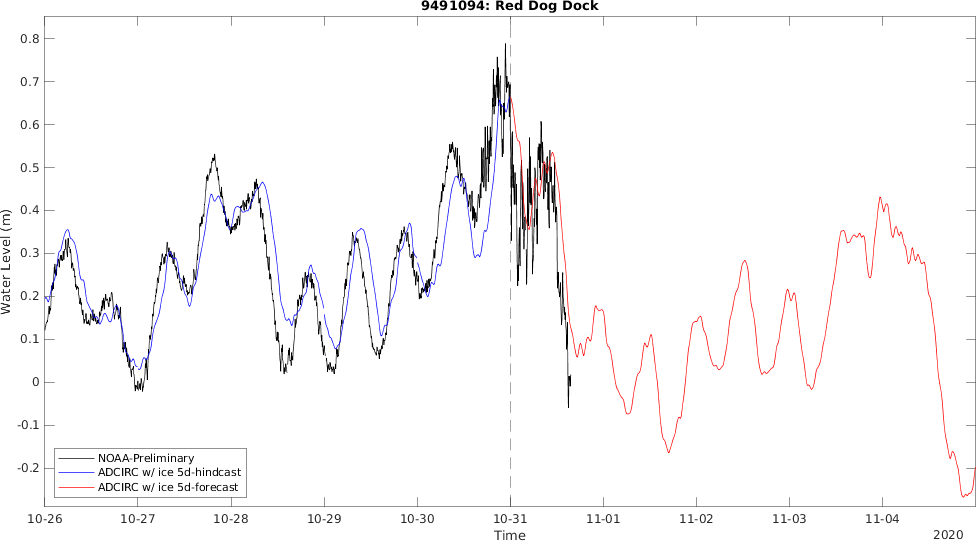 9491094: Red Dog Dock
Water Level (m)
0.8
0.7
0.6
0.5
0.4
0.3
0.2
0.1
0
-0.1
-0.2
NOAA-Preliminary
ADCIRC w/ ice 5d-hindcast
ADCIRC w/ ice 5d-forecast
10-26 10-27 10-28 10-29 10-30 10-31 11-01 11-02 11-03 11-04
Time
2020